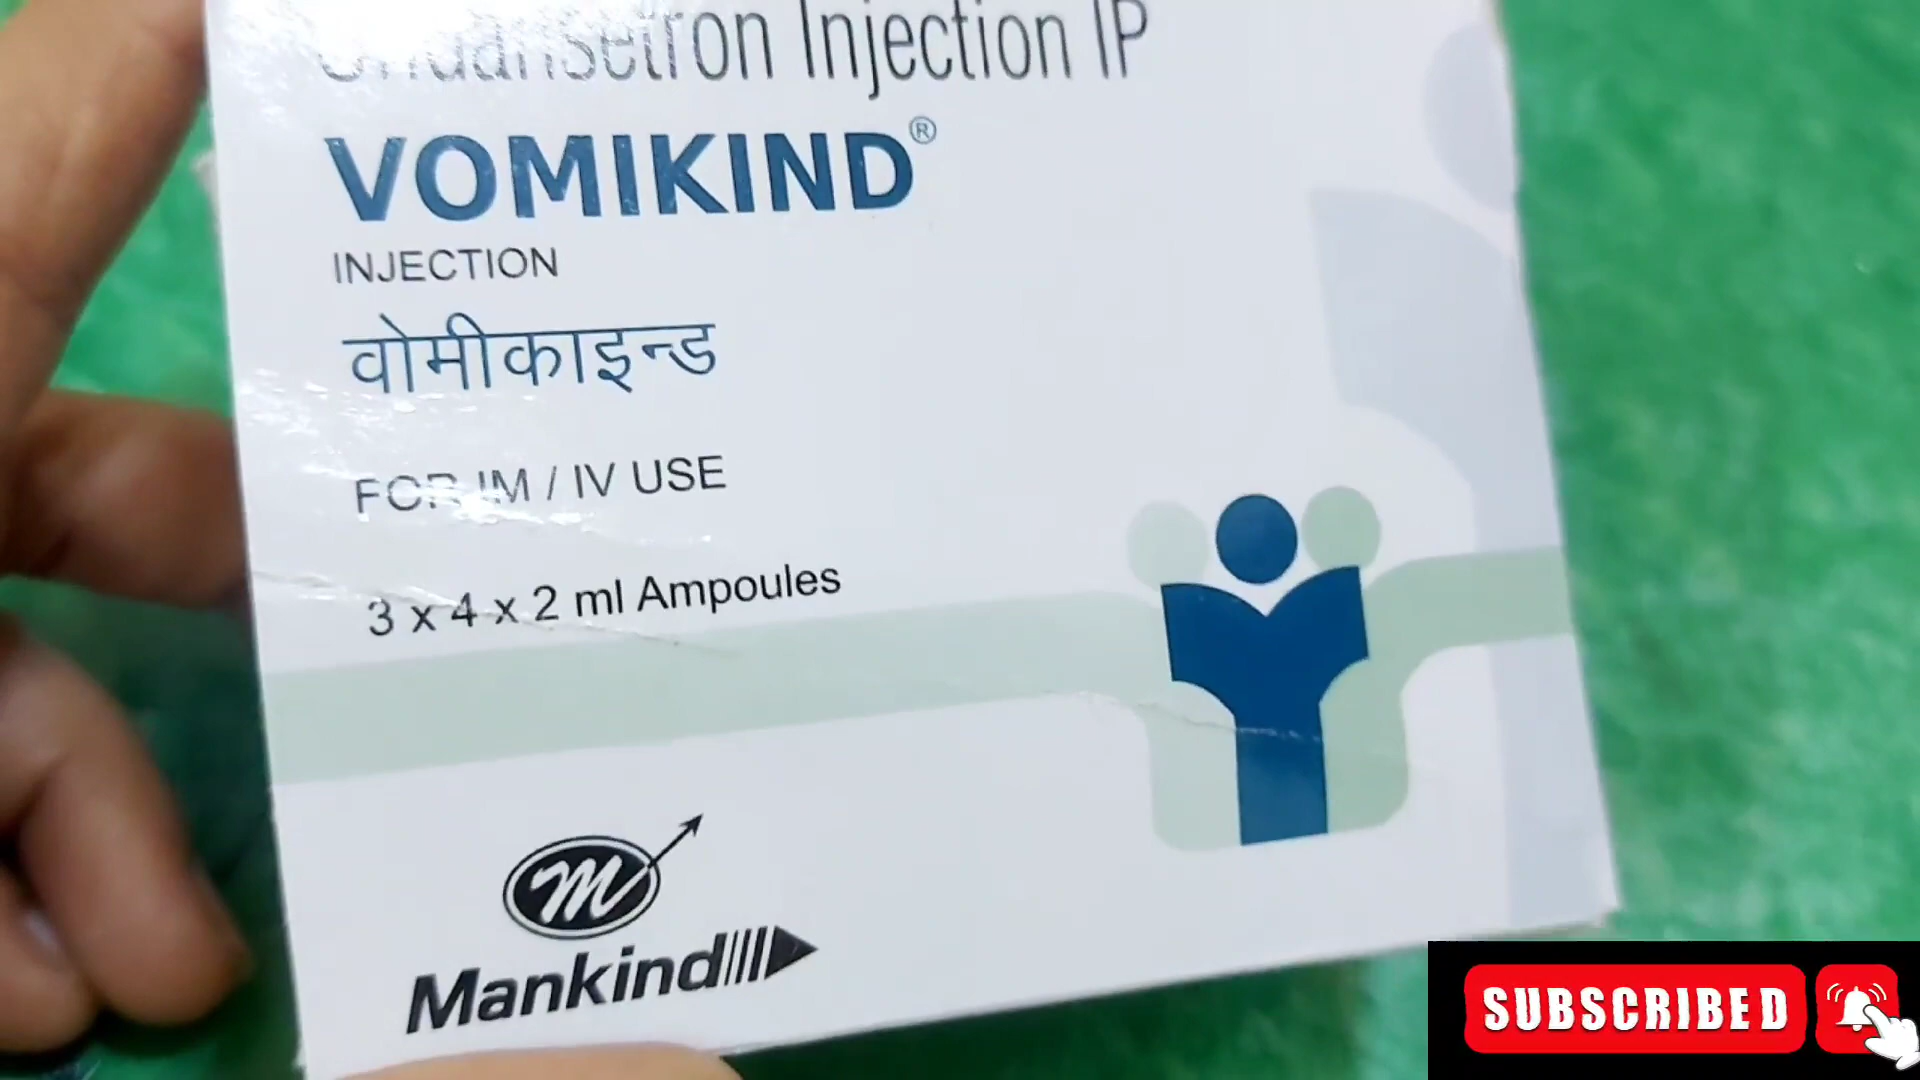 Ondansetron Injection IP
VOMIKIND®
INJECTION
वोमीकाइन्ड
FOR IM / IV USE
3 x 4 x 2 ml Ampoules
m
Mankind
SUBSCRIBED